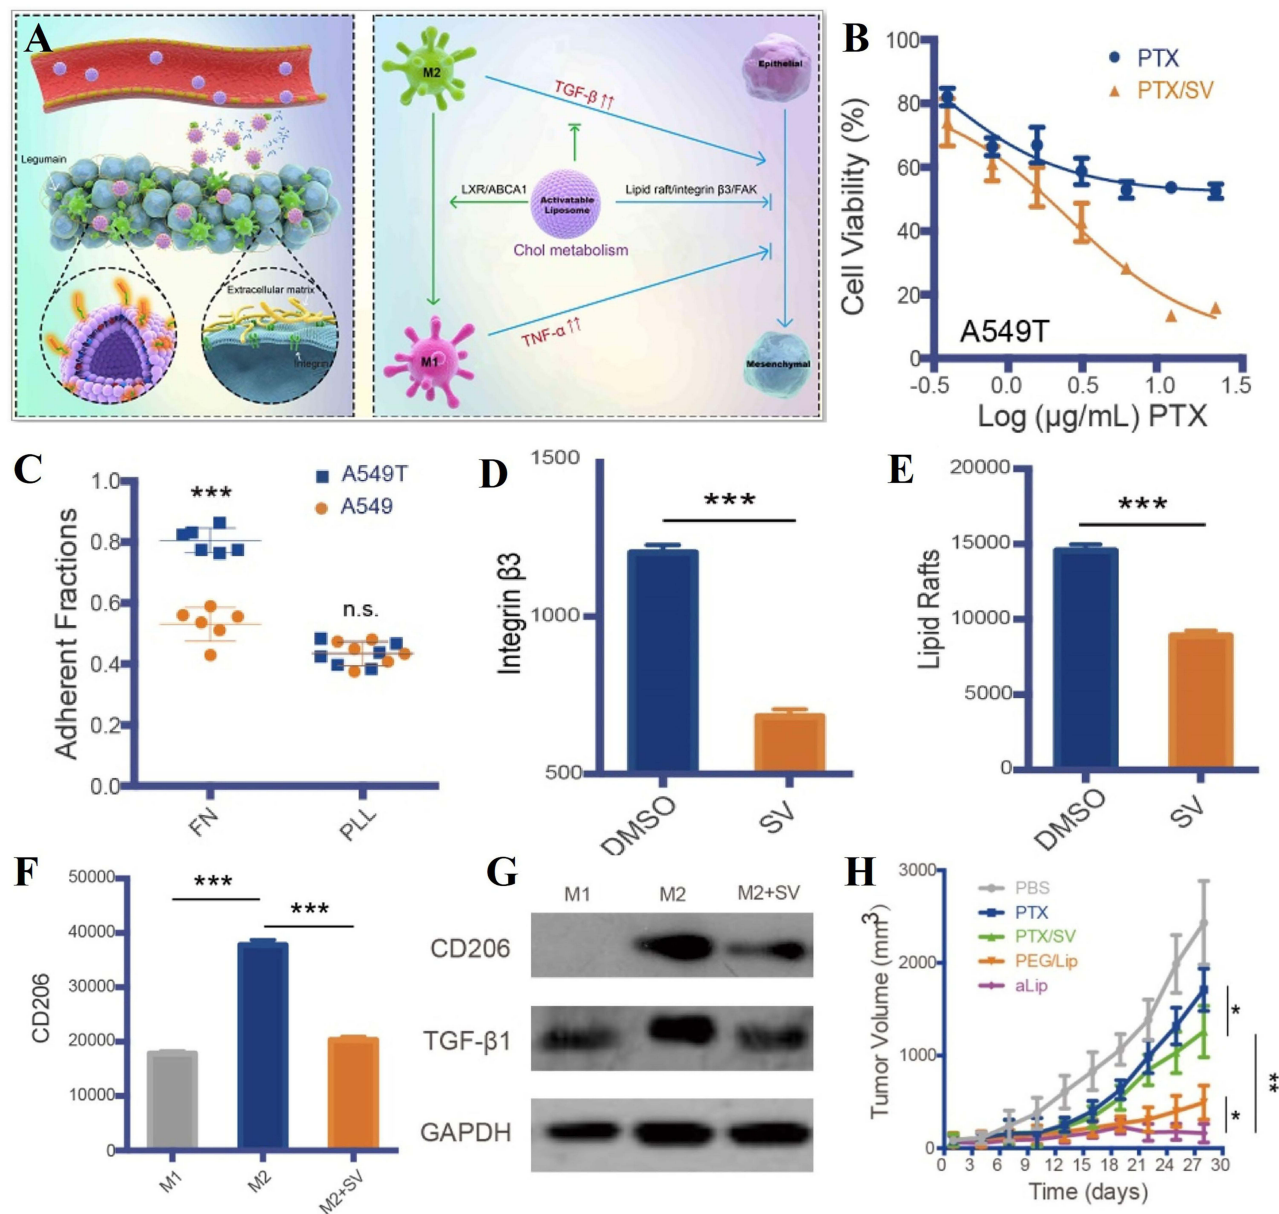 A
M2
TGF-β↑↑
Epithelial
Legumain
LXR/ABCA1
Activatable
Liposome
Lipid raft/integrin β3/FAK
Chol metabolism
Extracellular matrix
Integrin
M1
TNF-α↑↑
Mesenchymal
B
100
80
60
40
20
0
Cell Viability (%)
PTX
PTX/SV
A549T
-0.5
0.0
0.5
1.0
1.5
Log (μg/mL) PTX
C
1.0
0.8
0.6
0.4
0.2
0.0
Adherent Fractions
***
A549T
A549
n.s.
FN
PLL
D
1500
1000
500
Integrin β3
***
DMSO
SV
E
20000
15000
10000
5000
0
Lipid Rafts
***
DMSO
SV
F
50000
40000
30000
20000
10000
0
CD206
***
***
M1
M2
M2+SV
G
M1 M2 M2+SV
CD206
TGF-β1
GAPDH
H
3000
2000
1000
0
Tumor Volume (mm3)
PBS
PTX
PTX/SV
PEG/Lip
aLip
*
**
*
0 3 6 9 12 15 18 21 24 27 30
Time (days)